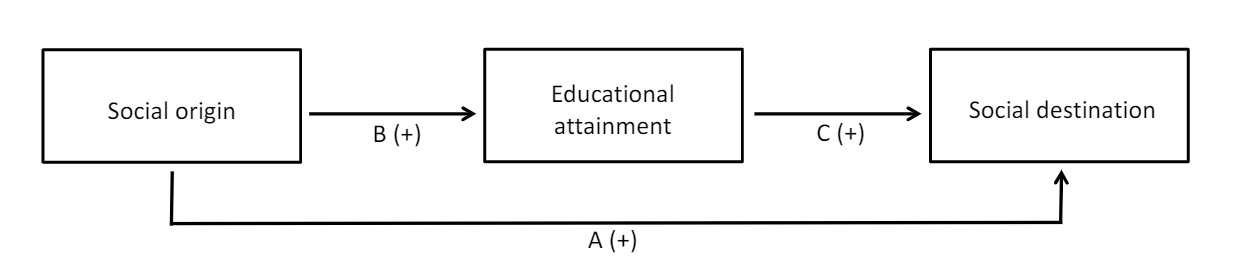 Social origin
Educational
attainment
Social destination
B (+)
C (+)
A (+)